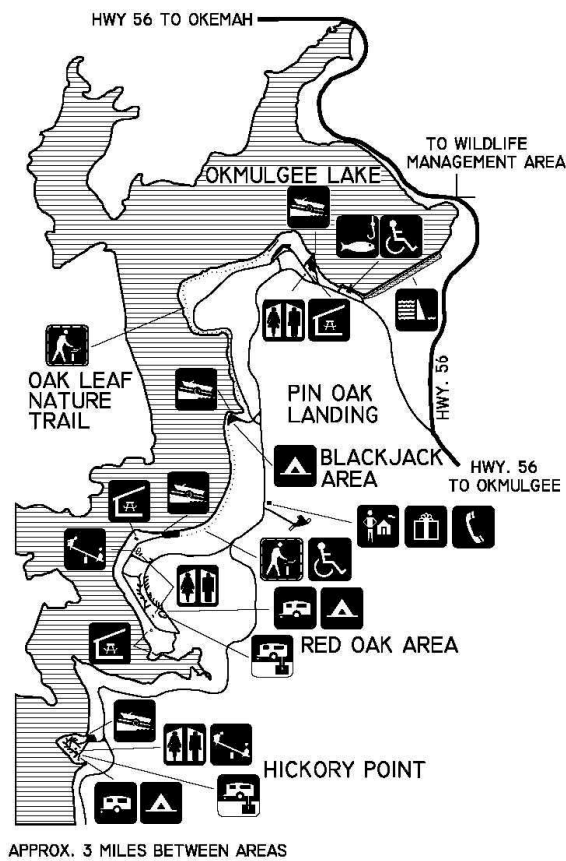 HWY 56 TO OKEMAH
TO WILDLIFE
MANAGEMENT AREA
OKMULGEE LAKE
OAK LEAF
NATURE
TRAIL
PIN OAK
LANDING
HWY. 56
BLACKJACK
AREA
HWY. 56
TO OKMULGEE
RED OAK AREA
HICKORY POINT
APPROX. 3 MILES BETWEEN AREAS